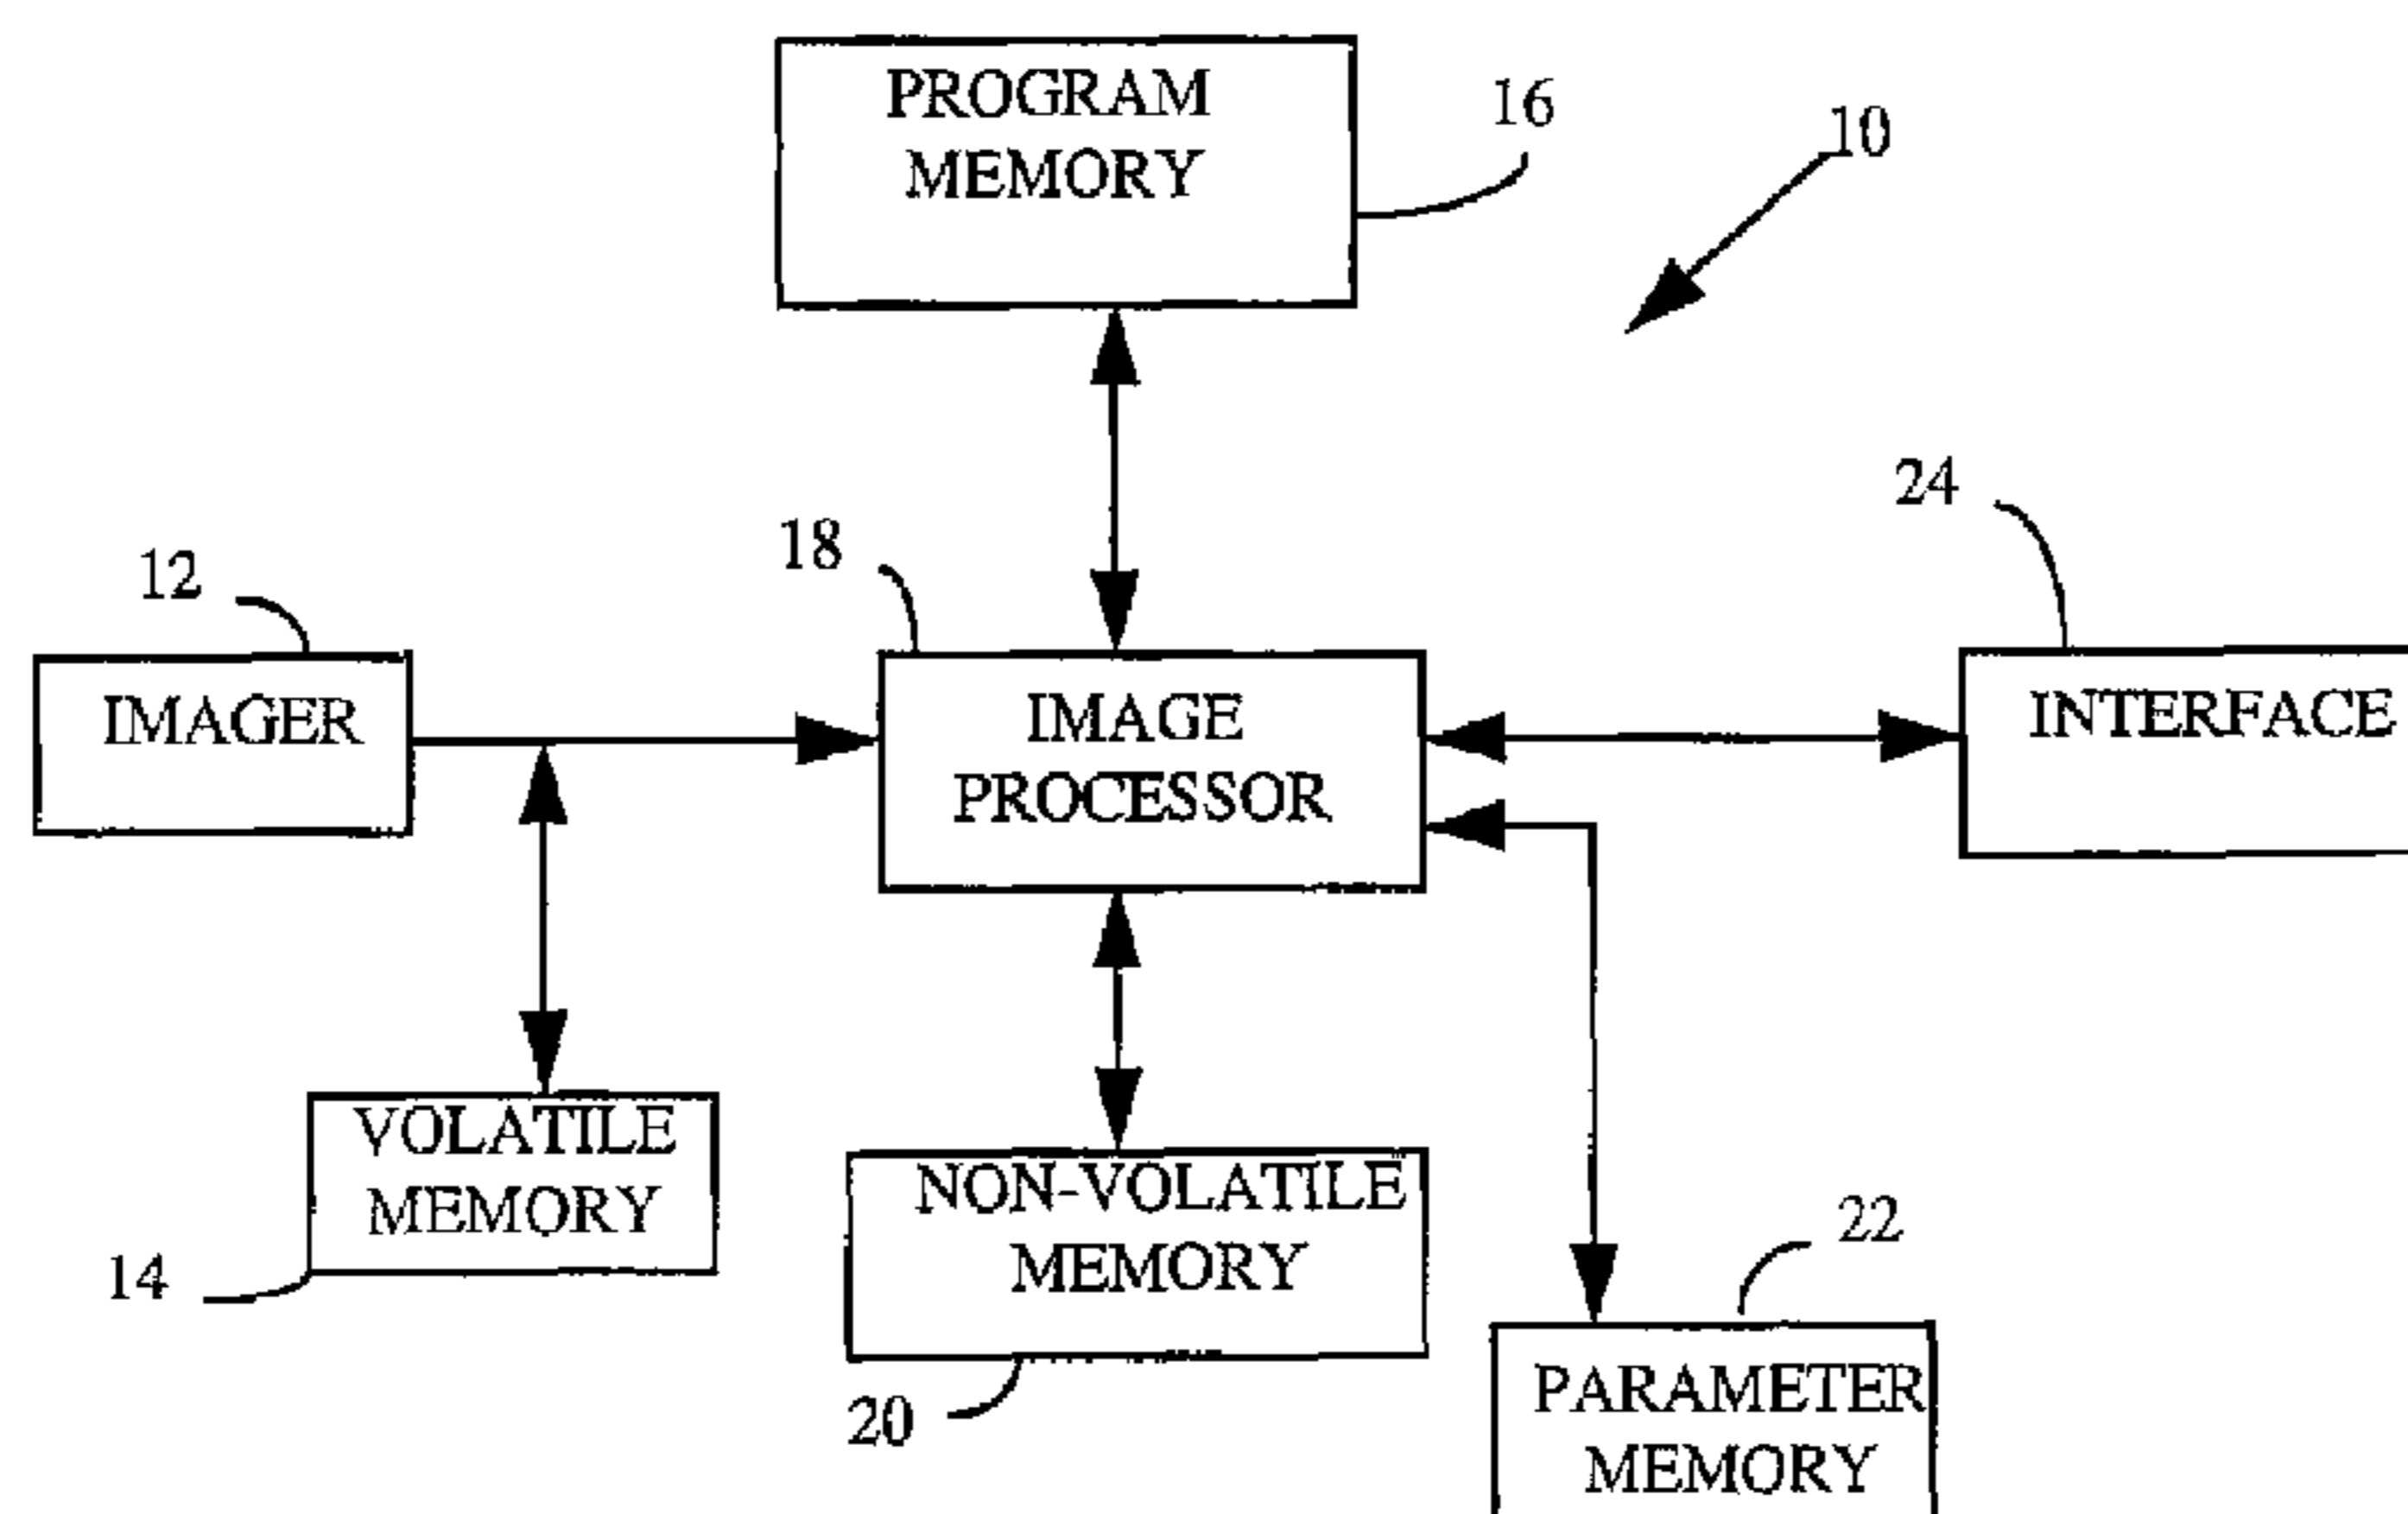 PROGRAM
MEMORY
16
10
24
18
12
IMAGER
IMAGE
PROCESSOR
INTERFACE
VOLATILE
MEMORY
14
NON-VOLATILE
MEMORY
20
22
PARAMETER
MEMORY